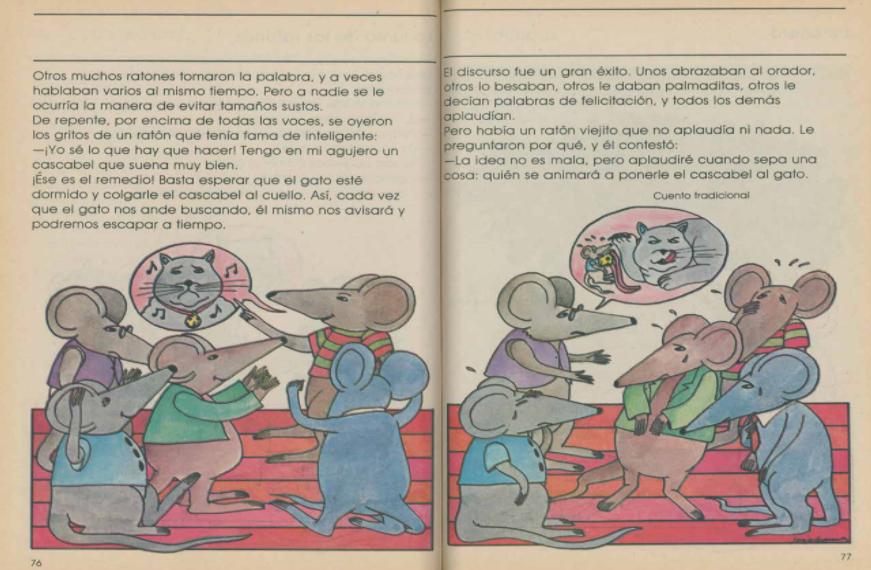 Otros muchos ratones tomaron la palabra, y a veces
hablaban varios al mismo tiempo. Pero a nadie se le
ocurría la manera de evitar tamaños sustos.
De repente, por encima de todas las voces, se oyeron
los gritos de un ratón que tenía fama de inteligente:
—¡Yo sé lo que hay que hacer! Tengo en mi agujero un
cascabel que suena muy bien.
¡Ése es el remedio! Basta esperar que el gato esté
dormido y colgarle el cascabel al cuello. Así, cada vez
que el gato nos ande buscando, él mismo nos avisará y
podremos escapar a tiempo.
76
El discurso fue un gran éxito. Unos abrazaban al orador,
otros lo besaban, otros le daban palmaditas, otros le
decían palabras de felicitación, y todos los demás
aplaudían.
Pero había un ratón viejito que no aplaudía ni nada. Le
preguntaron por qué, y él contestó:
—La idea no es mala, pero aplaudiré cuando sepa una
cosa: quién se animará a ponerle el cascabel al gato.
Cuento tradicional
77